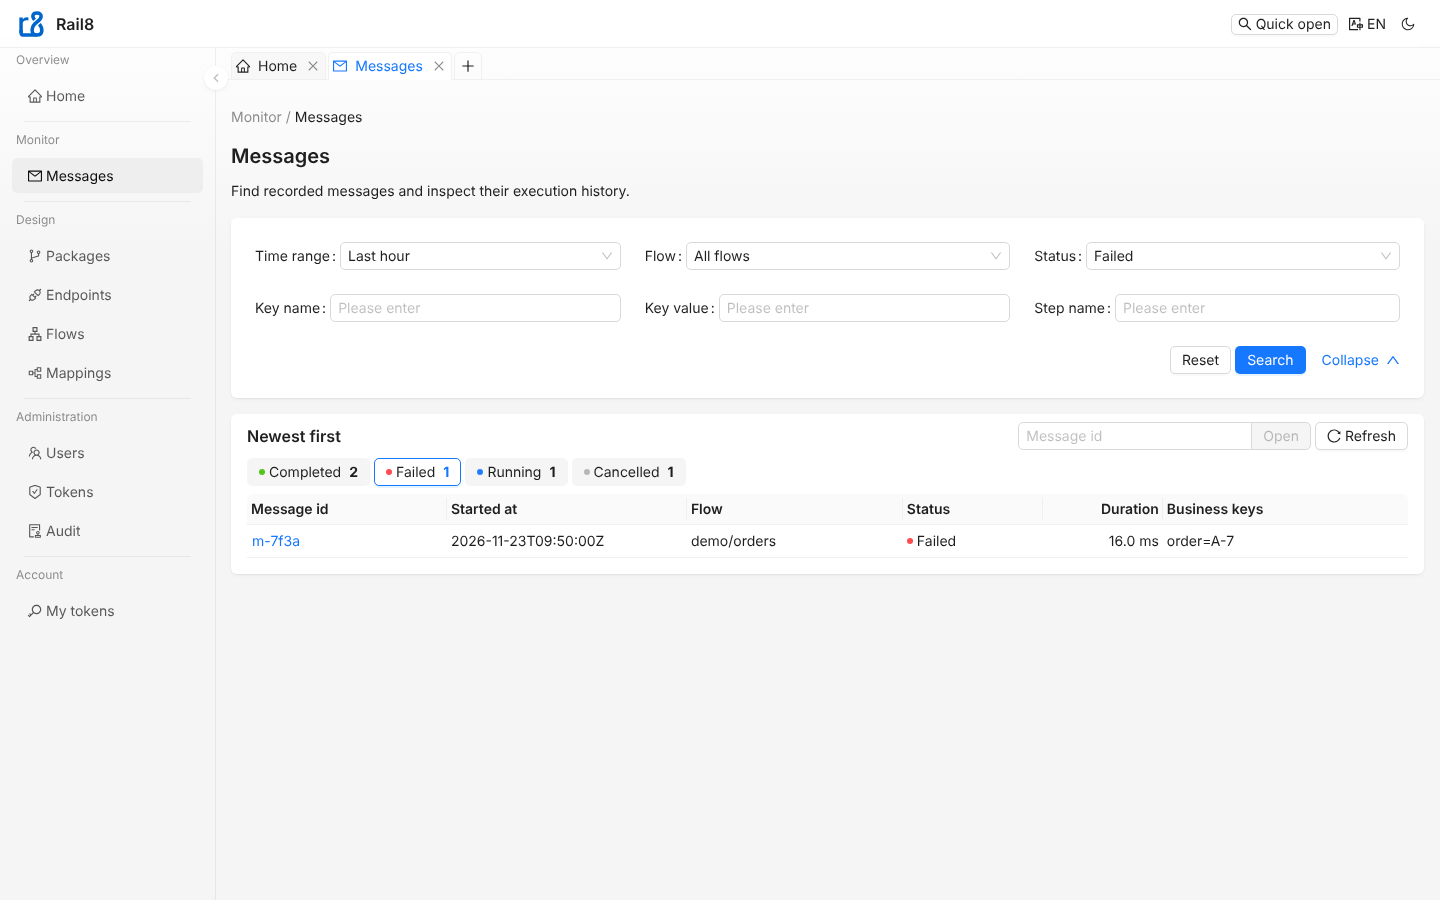 r8 Rail8
Quick open
EN
Overview
Home
Monitor
Messages
Design
Packages
Endpoints
Flows
Mappings
Administration
Users
Tokens
Audit
Account
My tokens
Home
Messages
Monitor / Messages
Messages
Find recorded messages and inspect their execution history.
Time range: Last hour
Flow: All flows
Status: Failed
Key name: Please enter
Key value: Please enter
Step name: Please enter
Reset
Search
Collapse
Newest first
Message id
Open
Refresh
Completed 2
Failed 1
Running 1
Cancelled 1
Message id Started at Flow Status Duration Business keys
m-7f3a 2026-11-23T09:50:00Z demo/orders Failed 16.0 ms order=A-7